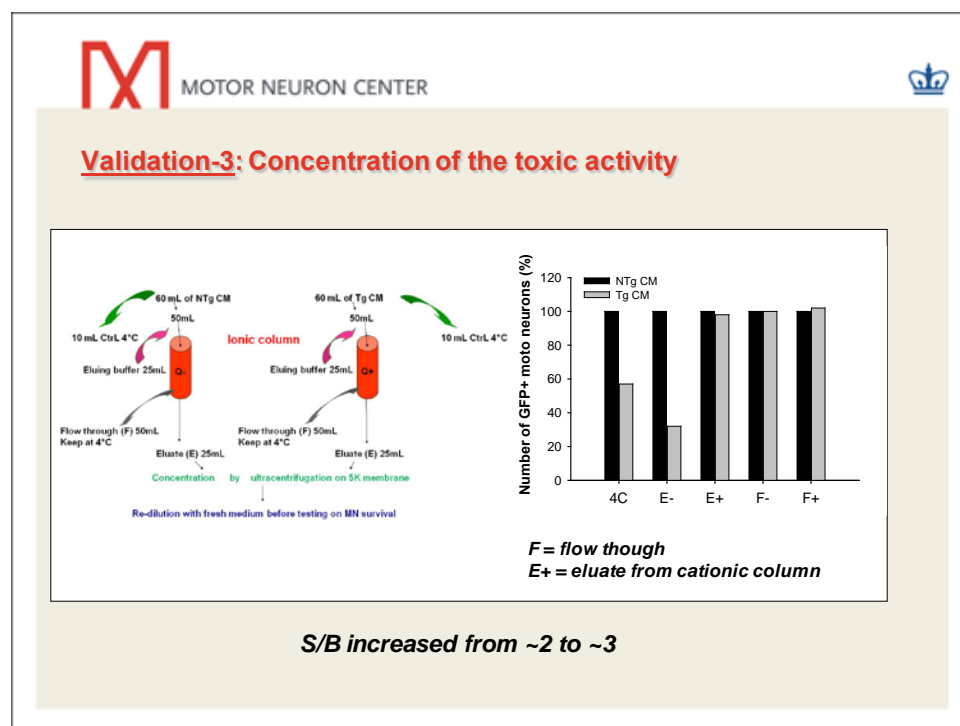 MOTOR NEURON CENTER
Validation-3: Concentration of the toxic activity
60 mL of NTg CM
60 mL of Tg CM
50mL
50mL
10 mL CtrL 4°C
Ionic column
10 mL CtrL 4°C
Eluing buffer 25mL
Q-
Eluing buffer 25mL
Q+
Flow through (F) 50mL
Keep at 4°C
Flow through (F) 50mL
Keep at 4°C
Eluate (E) 25mL
Eluate (E) 25mL
Concentration by ultracentrifugation on 5K membrane
Re-dilution with fresh medium before testing on MN survival
Number of GFP+ moto neurons (%)
NTg CM
Tg CM
120
100
80
60
40
20
0
4C E- E+ F- F+
F = flow though
E+ = eluate from cationic column
S/B increased from ~2 to ~3